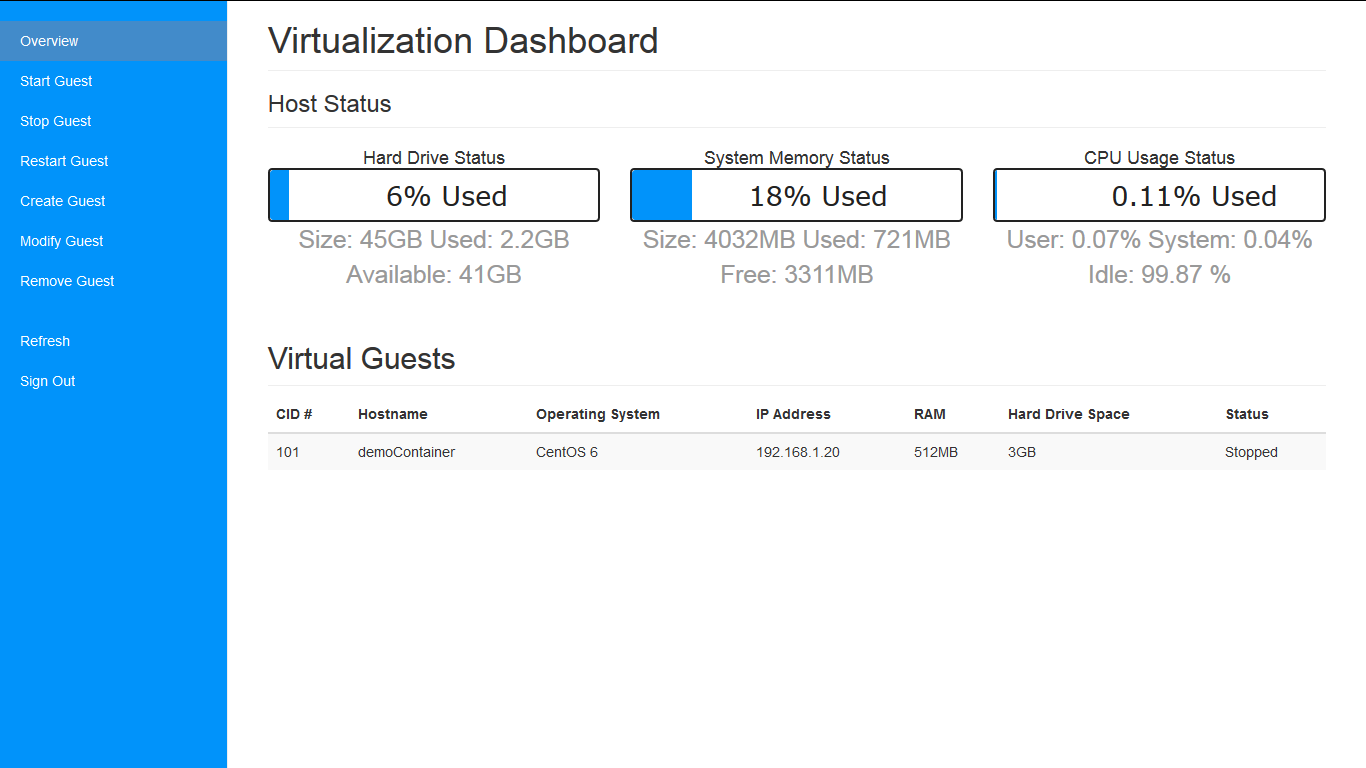 Overview
Start Guest
Stop Guest
Restart Guest
Create Guest
Modify Guest
Remove Guest
Refresh
Sign Out
Virtualization Dashboard
Host Status
Hard Drive Status
6% Used
Size: 45GB Used: 2.2GB
Available: 41GB
System Memory Status
18% Used
Size: 4032MB Used: 721MB
Free: 3311MB
CPU Usage Status
0.11% Used
User: 0.07% System: 0.04%
Idle: 99.87 %
Virtual Guests
CID # Hostname Operating System IP Address RAM Hard Drive Space Status
101 demoContainer CentOS 6 192.168.1.20 512MB 3GB Stopped